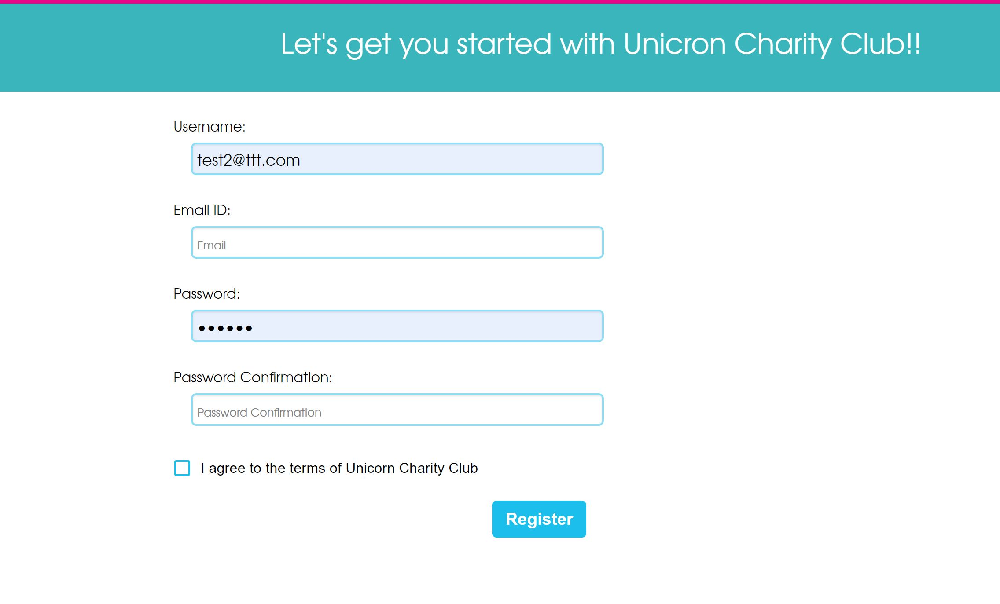 Let's get you started with Unicron Charity Club!!
Username:
test2@ttt.com
Email ID:
Email
Password:
••••••
Password Confirmation:
Password Confirmation
I agree to the terms of Unicorn Charity Club
Register